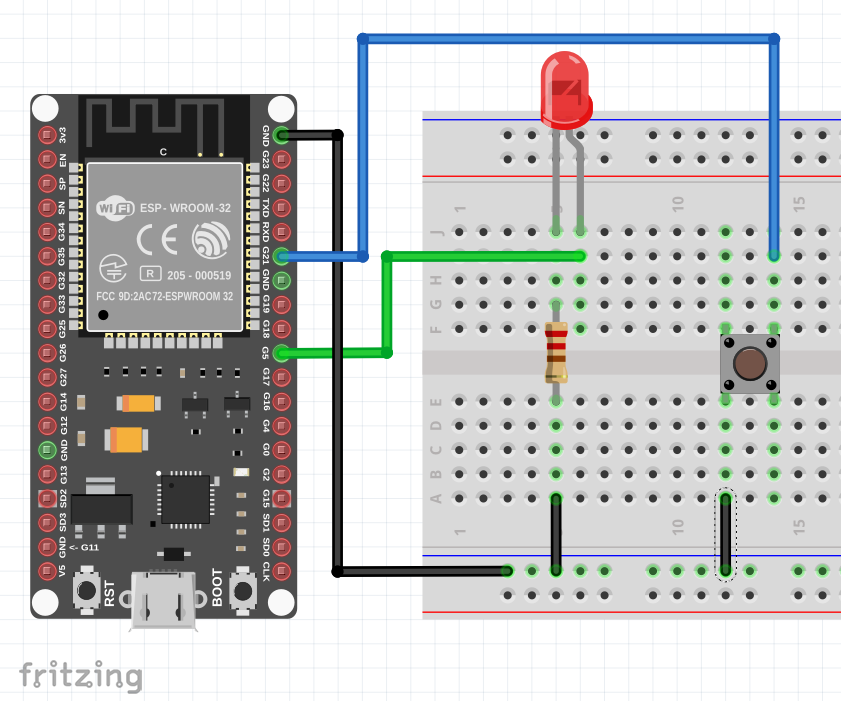 3v3
EN
SP
SN
G34
G35
G32
G33
G25
G26
G27
G14
G12
GND
G13
SD2
SD3
GND
V5
C
Wi Fi
ESP - WROOM-32
CE
R 205 - 000519
FCC 9D:2AC72-ESPWROOM 32
<- G11
RST
BOOT
GND
G23
G22
TXD
RXD
G21
GND
G19
G18
G5
G17
G16
G4
G0
G2
G15
SD1
SD0
CLK
1 5 10 15
J
H
G
F
E
D
C
B
A
1 10 15
fritzing